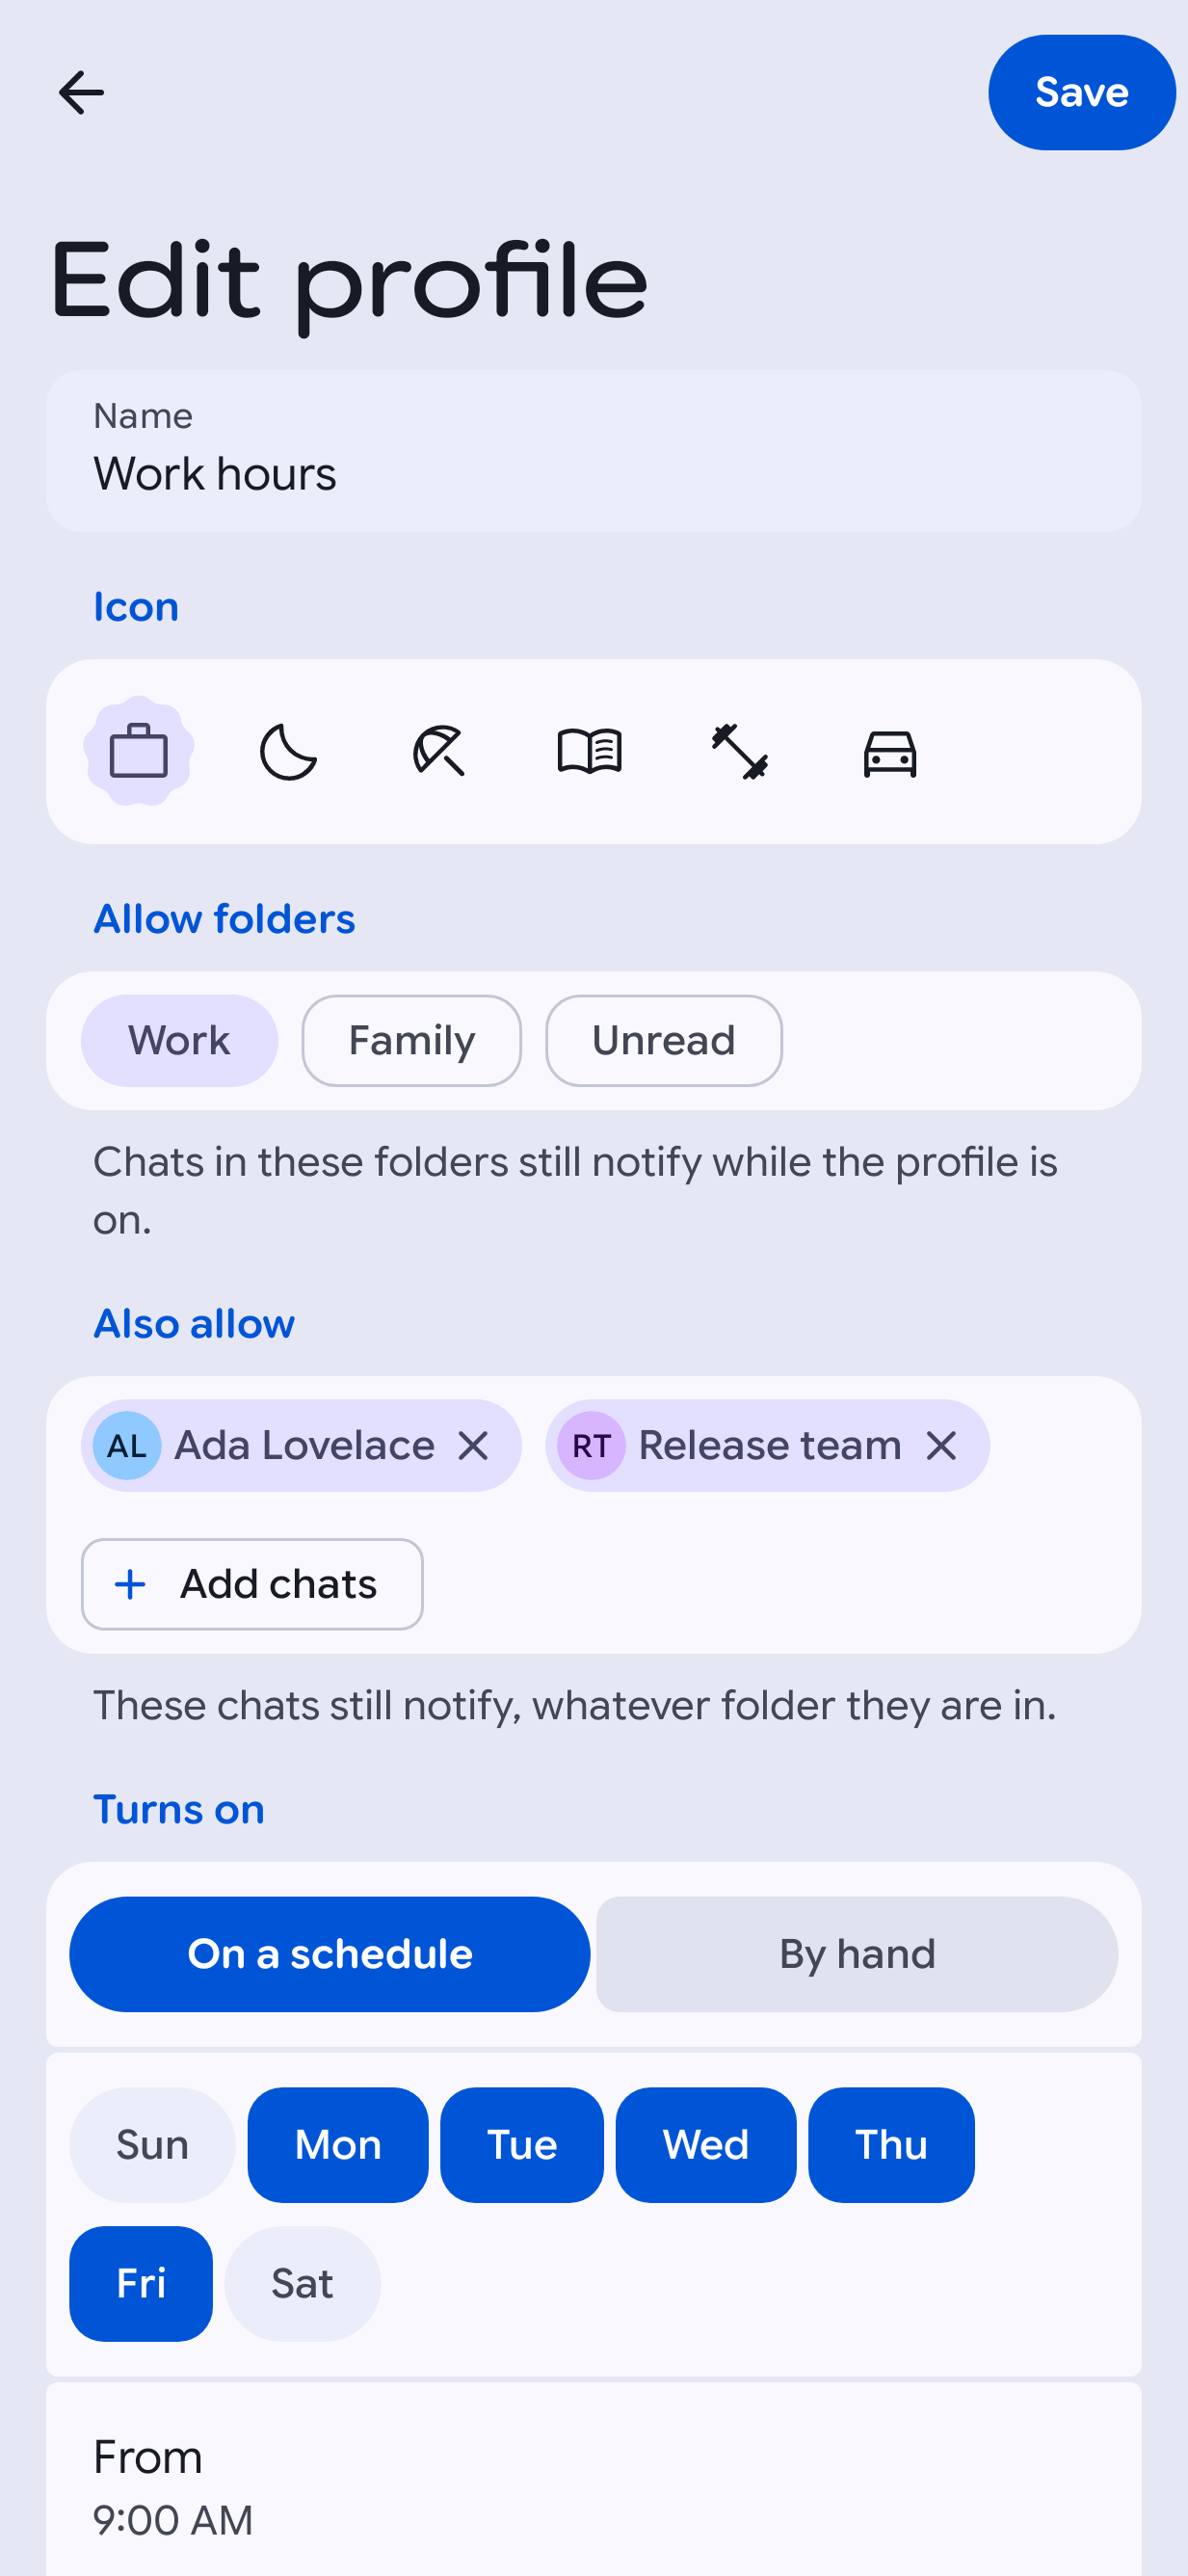 Save
Edit profile
Name
Work hours
Icon
Allow folders
Work Family Unread
Chats in these folders still notify while the profile is
on.
Also allow
AL Ada Lovelace RT Release team
Add chats
These chats still notify, whatever folder they are in.
Turns on
On a schedule By hand
Sun Mon Tue Wed Thu
Fri Sat
From
9:00 AM